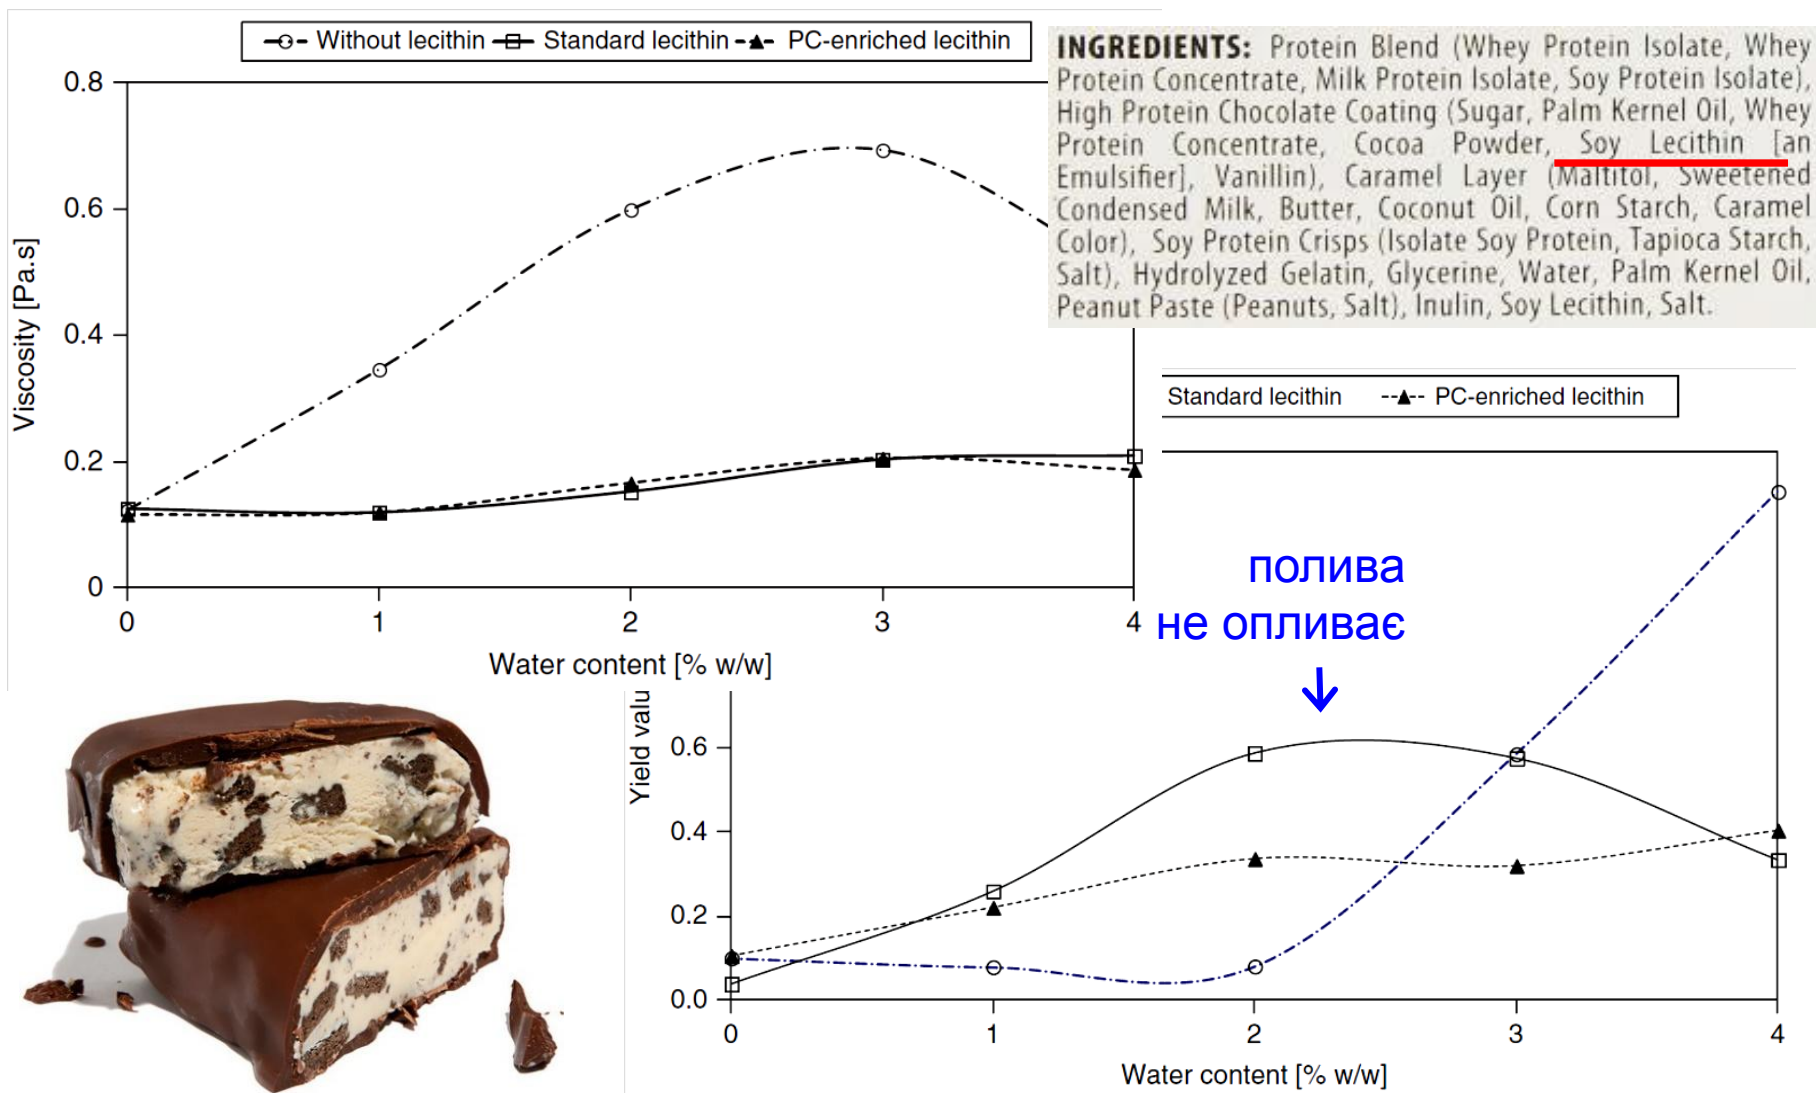 Without lecithin Standard lecithin PC-enriched lecithin
0.8
0.6
0.4
0.2
0
Viscosity [Pa.s]
0 1 2 3 4
Water content [% w/w]
INGREDIENTS: Protein Blend (Whey Protein Isolate, Whey
Protein Concentrate, Milk Protein Isolate, Soy Protein Isolate),
High Protein Chocolate Coating (Sugar, Palm Kernel Oil, Whey
Protein Concentrate, Cocoa Powder, Soy Lecithin [an
Emulsifier], Vanillin), Caramel Layer (Maltitol, Sweetened
Condensed Milk, Butter, Coconut Oil, Corn Starch, Caramel
Color), Soy Protein Crisps (Isolate Soy Protein, Tapioca Starch,
Salt), Hydrolyzed Gelatin, Glycerine, Water, Palm Kernel Oil,
Peanut Paste (Peanuts, Salt), Inulin, Soy Lecithin, Salt.
Standard lecithin PC-enriched lecithin
полива
не опливає
Yield valu
0.6
0.4
0.2
0.0
0 1 2 3 4
Water content [% w/w]